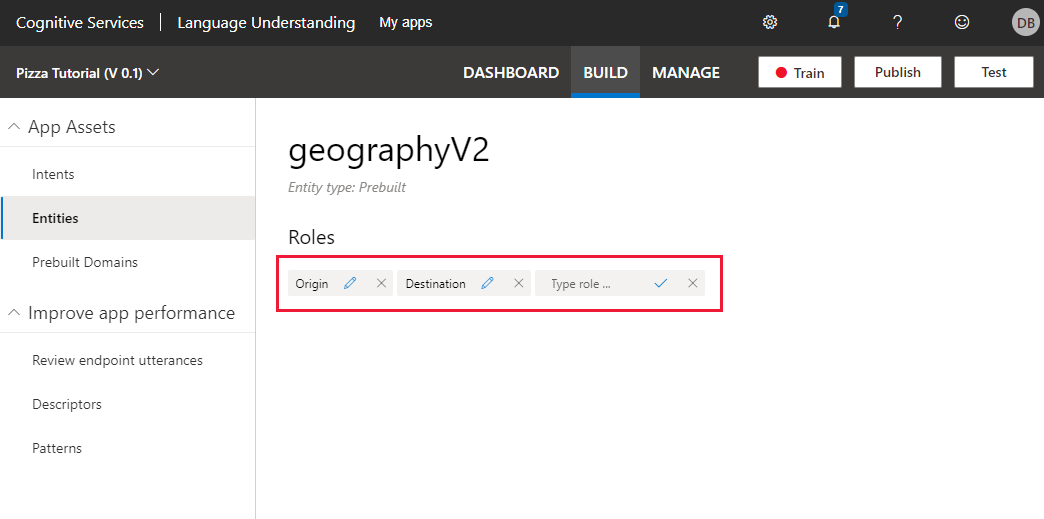 Cognitive Services Language Understanding My apps 7 ? DB
Pizza Tutorial (V 0.1) DASHBOARD BUILD MANAGE Train Publish Test
App Assets
Intents
Entities
Prebuilt Domains
Improve app performance
Review endpoint utterances
Descriptors
Patterns
geographyV2
Entity type: Prebuilt
Roles
Origin Destination Type role ...